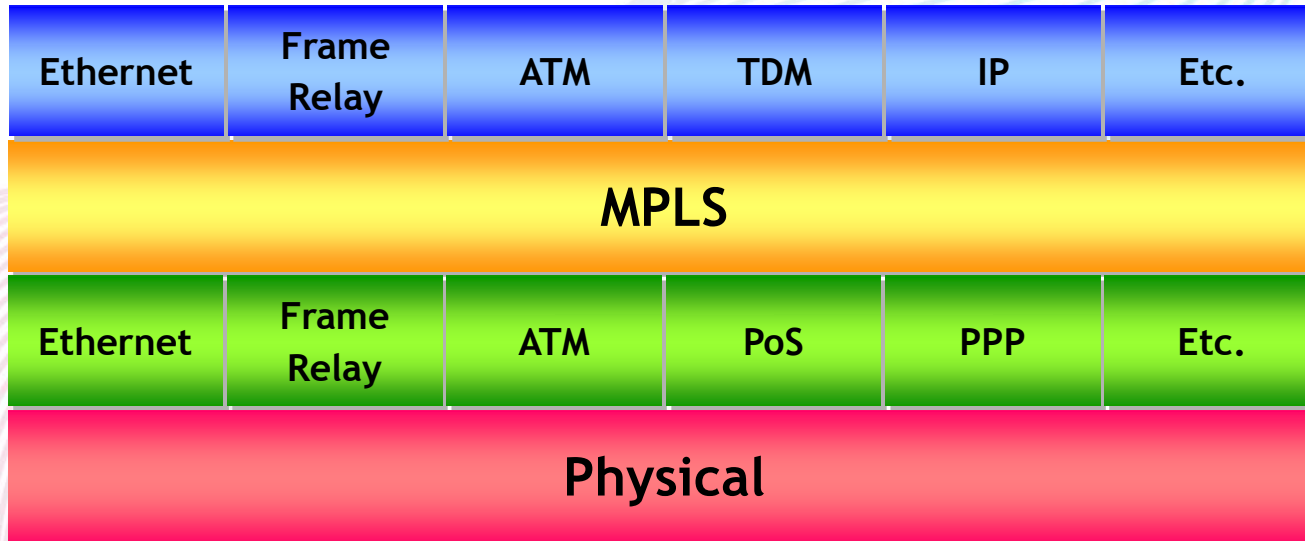 Ethernet
Frame
Relay
ATM
TDM
IP
Etc.
MPLS
Ethernet
Frame
Relay
ATM
PoS
PPP
Etc.
Physical